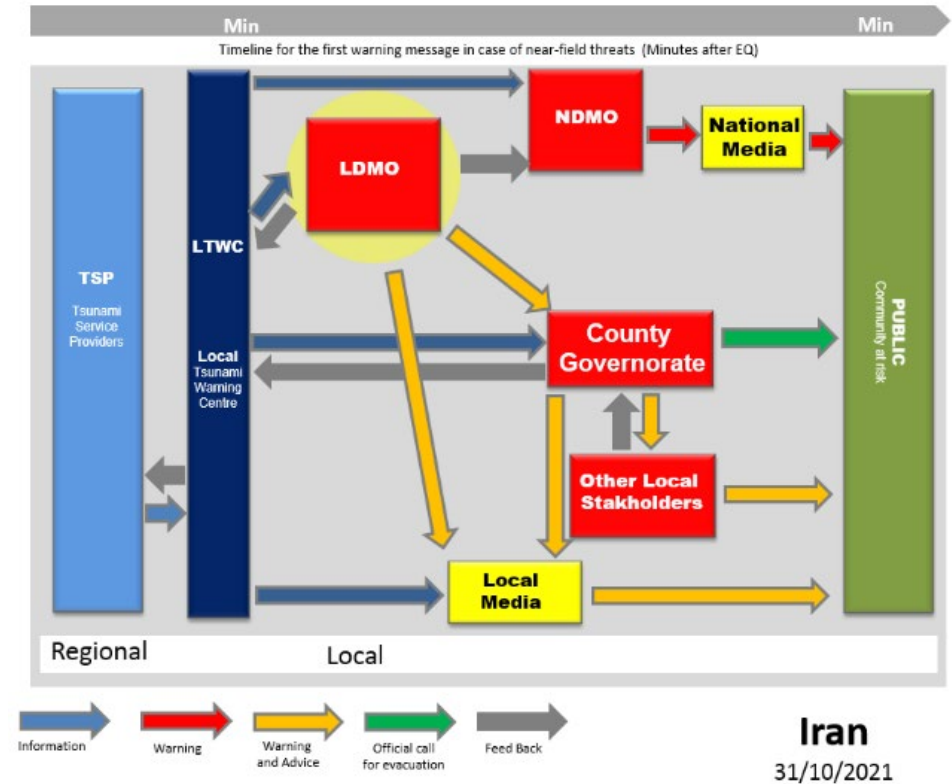 Min
Min
Timeline for the first warning message in case of near-field threats (Minutes after EQ)
NDMO
National
Media
LDMO
LTWC
Local
Tsunami
Warning
Centre
TSP
Tsunami
Service
Providers
County
Governorate
PUBLIC
Community at risk
Other Local
Stakholders
Local
Media
Regional
Local
Information
Warning
Warning
and Advice
Official call
for evacuation
Feed Back
Iran
31/10/2021